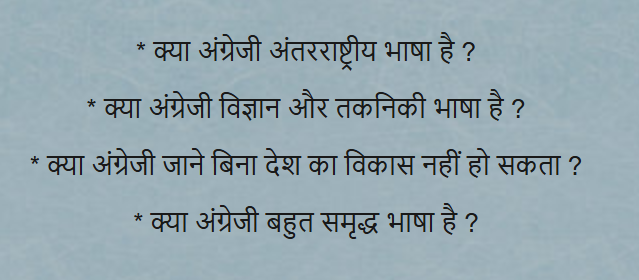 * क्या अंग्रेजी अंतरराष्ट्रीय भाषा है ?
* क्या अंग्रेजी विज्ञान और तकनिकी भाषा है ?
* क्या अंग्रेजी जाने बिना देश का विकास नहीं हो सकता ?
* क्या अंग्रेजी बहुत समृद्ध भाषा है ?